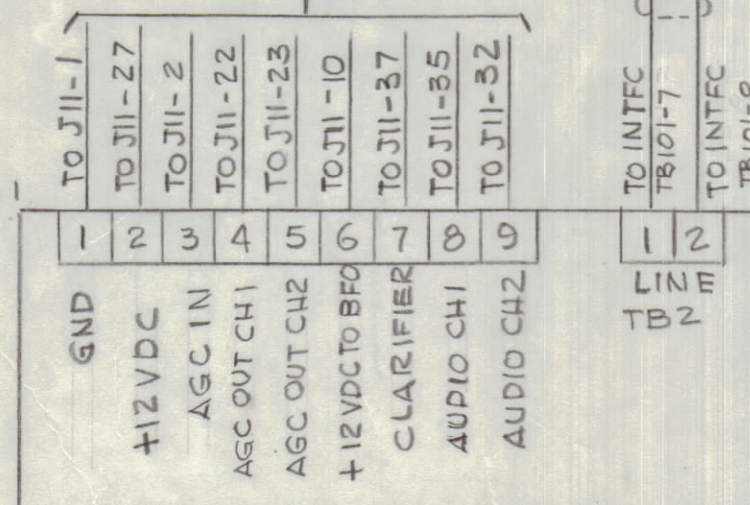 TO J11-1
TO J11-27
TO J11-2
TO J11-22
TO J11-23
TO J11-10
TO J11-37
TO J11-35
TO J11-32
TO INTFC
TB101-7
TO INTFC
1 2 3 4 5 6 7 8 9
1 2
GND
+12VDC
AGC IN
AGC OUT CH1
AGC OUT CH2
+12VDC TO BFO
CLARIFIER
AUDIO CH1
AUDIO CH2
LINE
TB2